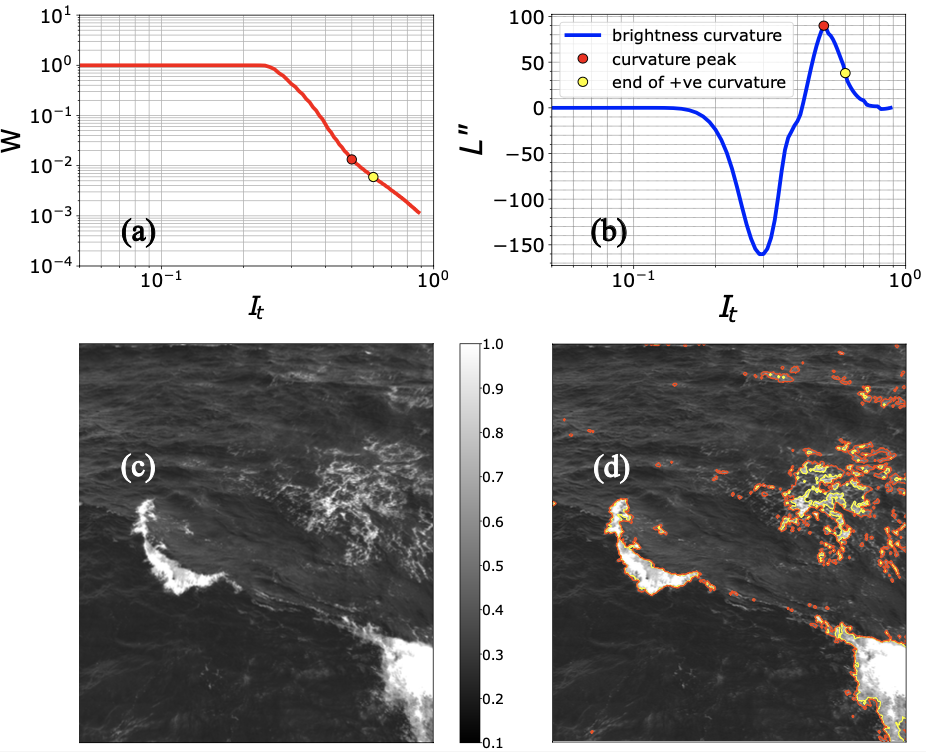 10¹
10⁰
10⁻¹
10⁻²
10⁻³
10⁻⁴
W
(a)
10⁻¹
10⁰
I_t
100
50
0
−50
−100
−150
L″
brightness curvature
curvature peak
end of +ve curvature
(b)
10⁻¹
10⁰
I_t
(c)
1.0
0.9
0.8
0.7
0.6
0.5
0.4
0.3
0.2
0.1
(d)